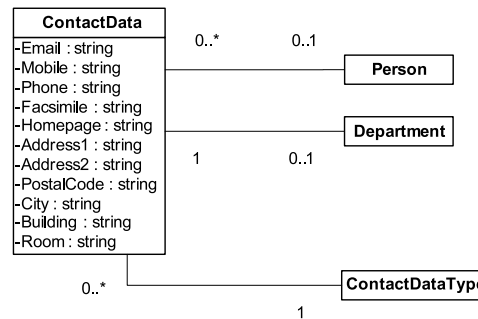 ContactData
-Email : string
-Mobile : string
-Phone : string
-Facsimile : string
-Homepage : string
-Address1 : string
-Address2 : string
-PostalCode : string
-City : string
-Building : string
-Room : string
0..* 0..1
Person
Department
1 0..1
0..*
ContactDataType
1